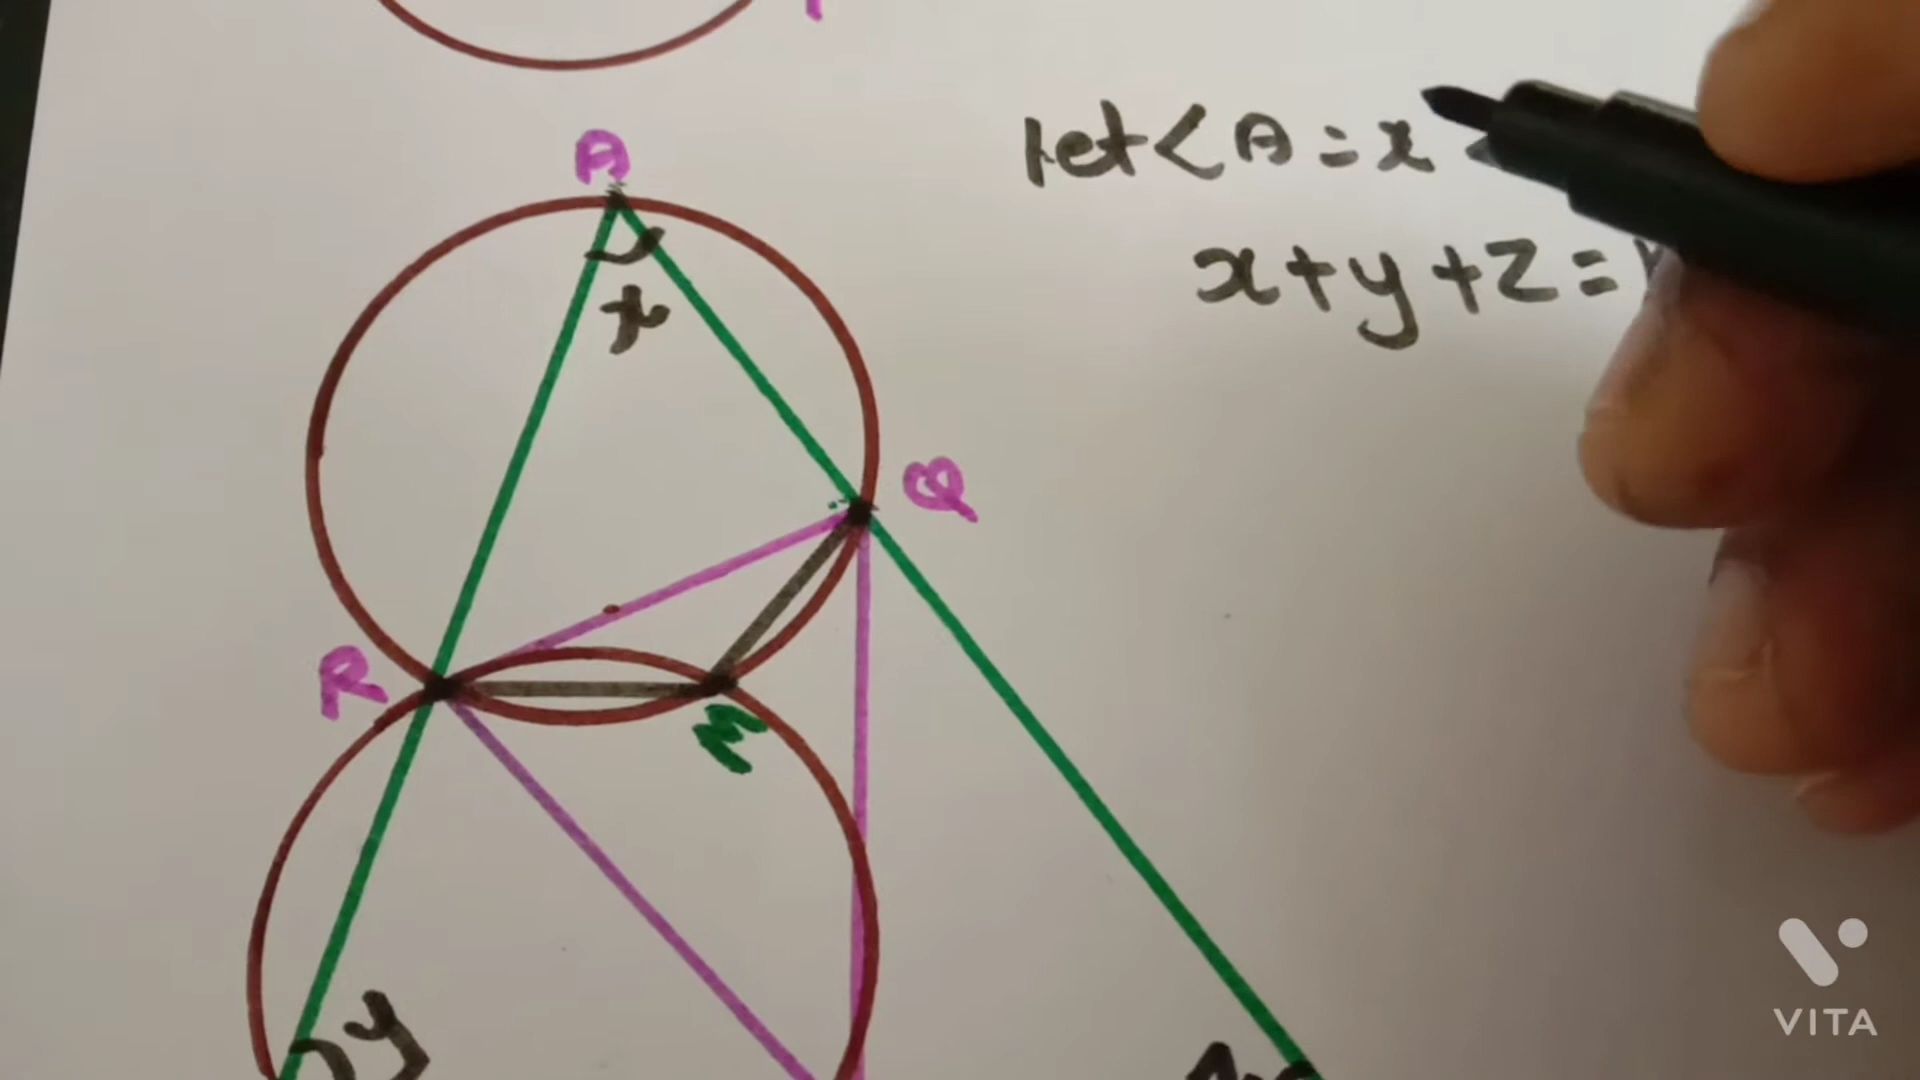 let < A = x
x + y + z =
A
x
Q
R
M
y
VITA